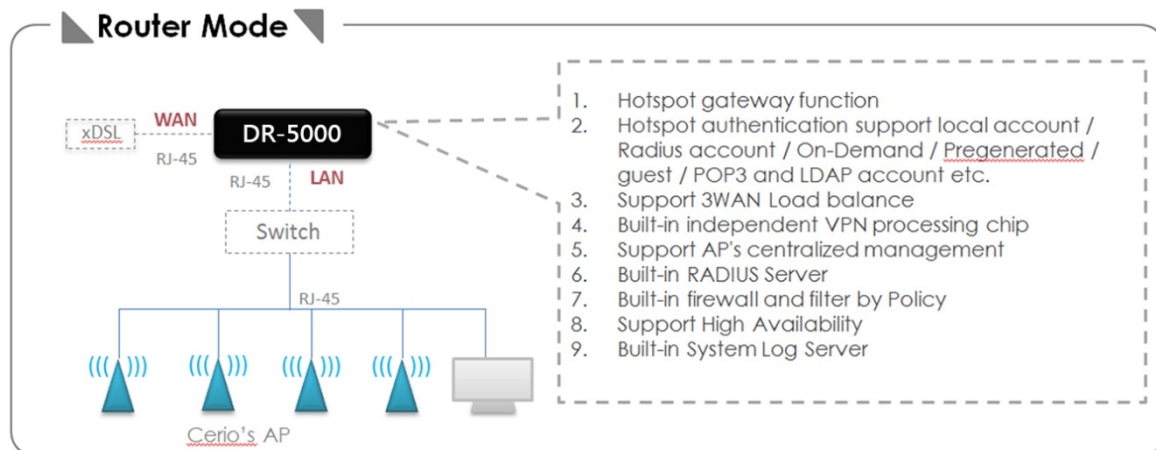 Router Mode
xDSL
WAN
RJ-45
DR-5000
RJ-45
LAN
Switch
RJ-45
Cerio's AP
1. Hotspot gateway function
2. Hotspot authentication support local account /
Radius account / On-Demand / Pregenerated /
guest / POP3 and LDAP account etc.
3. Support 3WAN Load balance
4. Built-in independent VPN processing chip
5. Support AP's centralized management
6. Built-in RADIUS Server
7. Built-in firewall and filter by Policy
8. Support High Availability
9. Built-in System Log Server